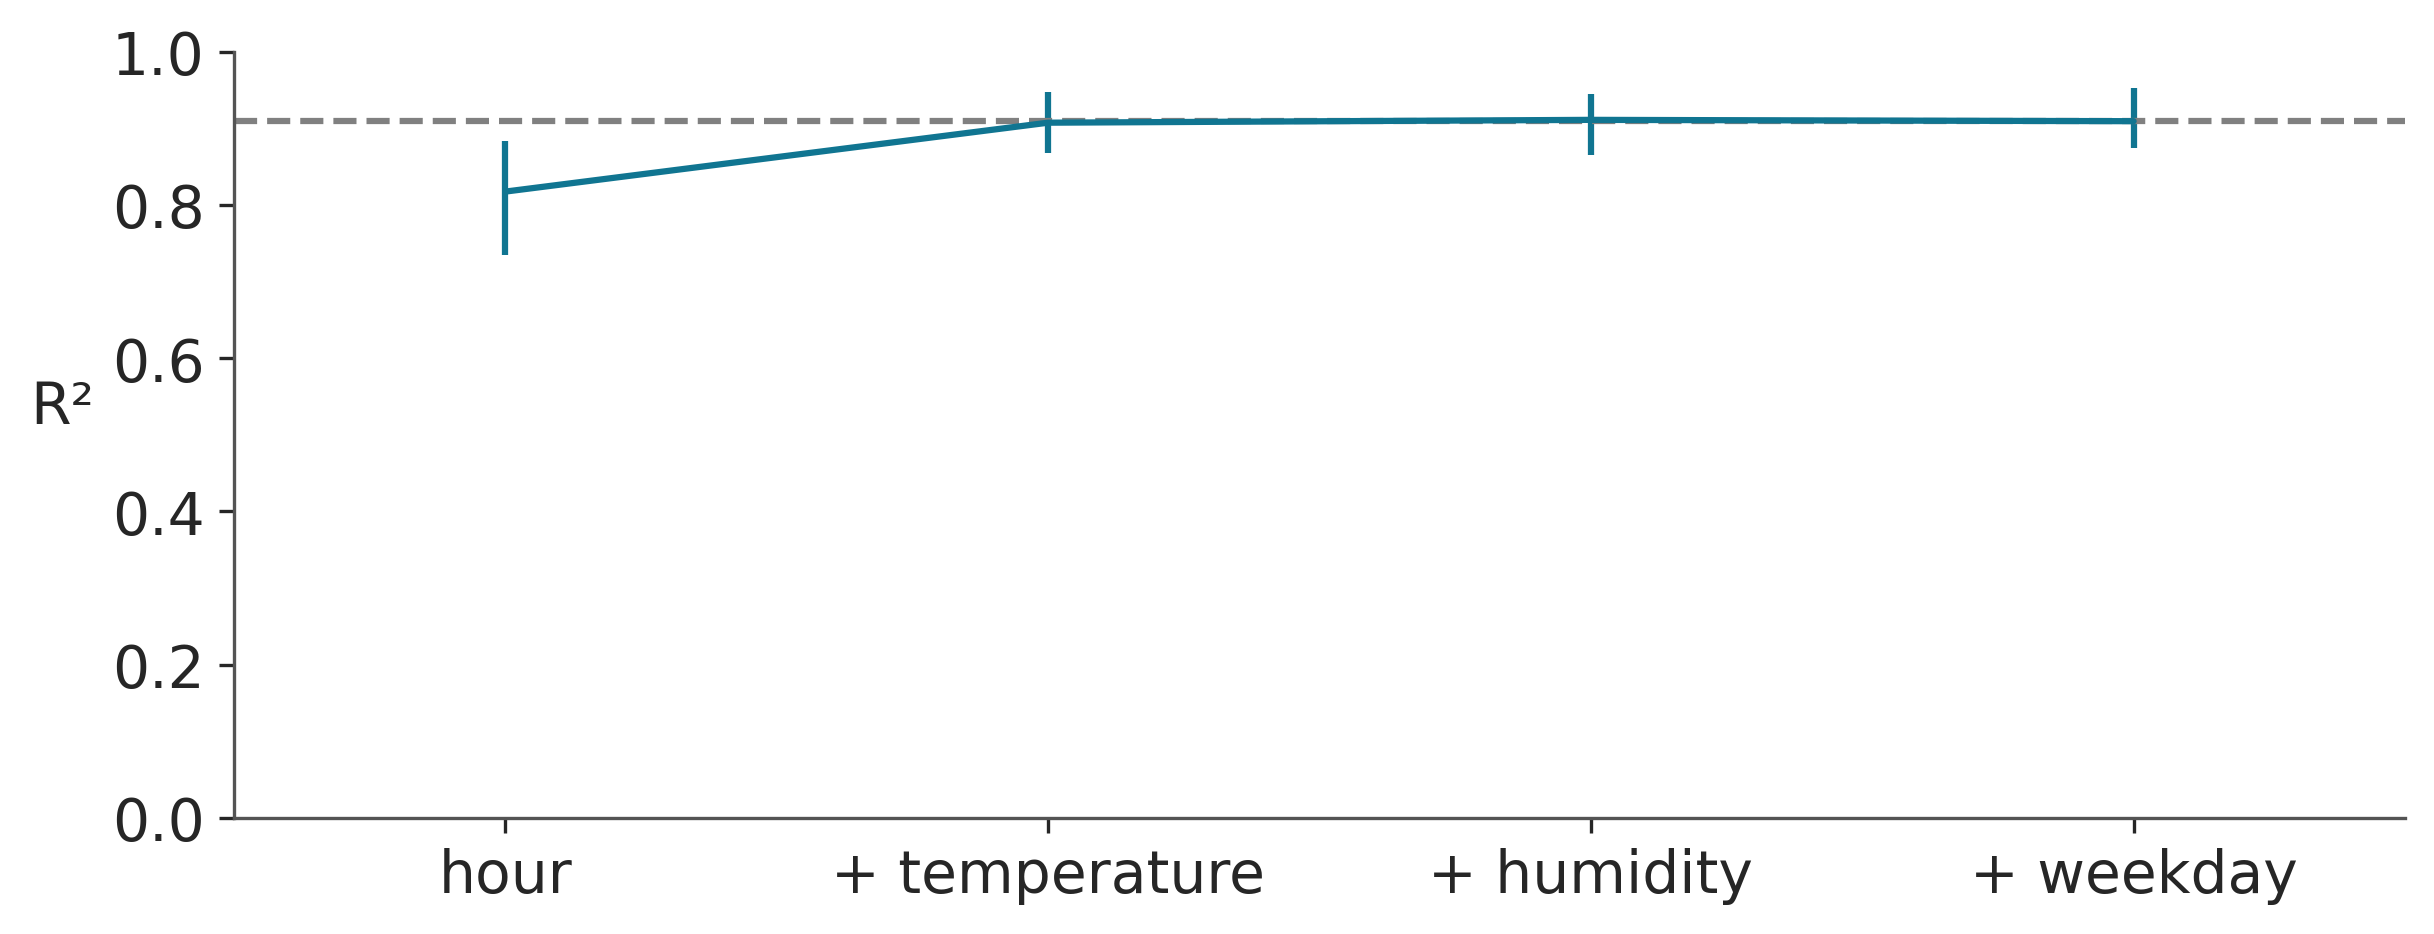 1.0
0.8
0.6
R²
0.4
0.2
0.0
hour
+ temperature
+ humidity
+ weekday